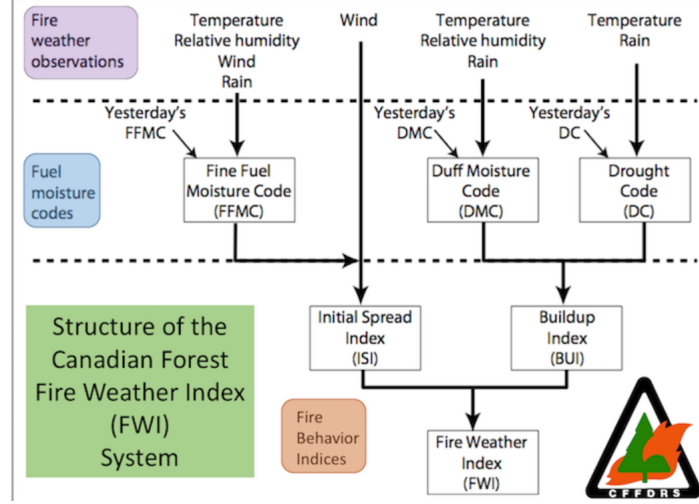 Fire
weather
observations
Temperature
Relative humidity
Wind
Rain
Wind
Temperature
Relative humidity
Rain
Temperature
Rain
Yesterday's
FFMC
Yesterday's
DMC
Yesterday's
DC
Fuel
moisture
codes
Fine Fuel
Moisture Code
(FFMC)
Duff Moisture
Code
(DMC)
Drought
Code
(DC)
Structure of the
Canadian Forest
Fire Weather Index
(FWI)
System
Initial Spread
Index
(ISI)
Buildup
Index
(BUI)
Fire
Behavior
Indices
Fire Weather
Index
(FWI)
CFFDRS